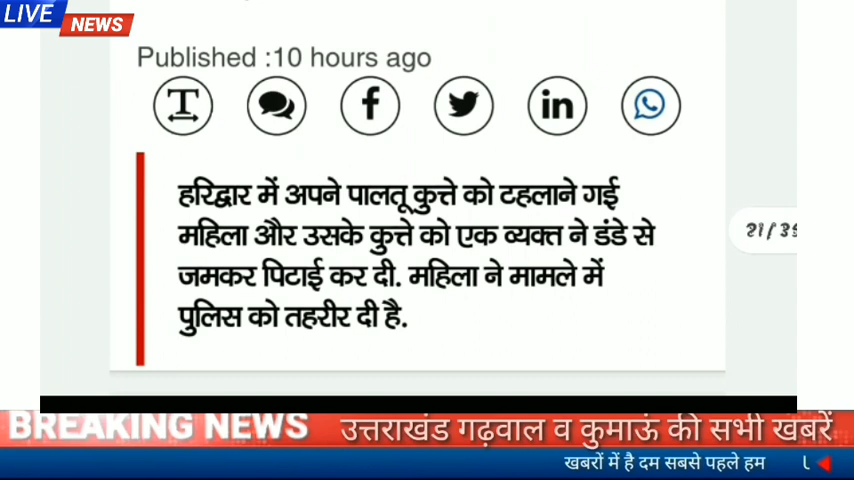 LIVE
NEWS
Published :10 hours ago
हरिद्वार में अपने पालतू कुत्ते को टहलाने गई
महिला और उसके कुत्ते को एक व्यक्त ने डंडे से
जमकर पिटाई कर दी. महिला ने मामले में
पुलिस को तहरीर दी है.
BREAKING NEWS
उत्तराखंड गढ़वाल व कुमाऊं की सभी खबरें
खबरों में है दम सबसे पहले हम